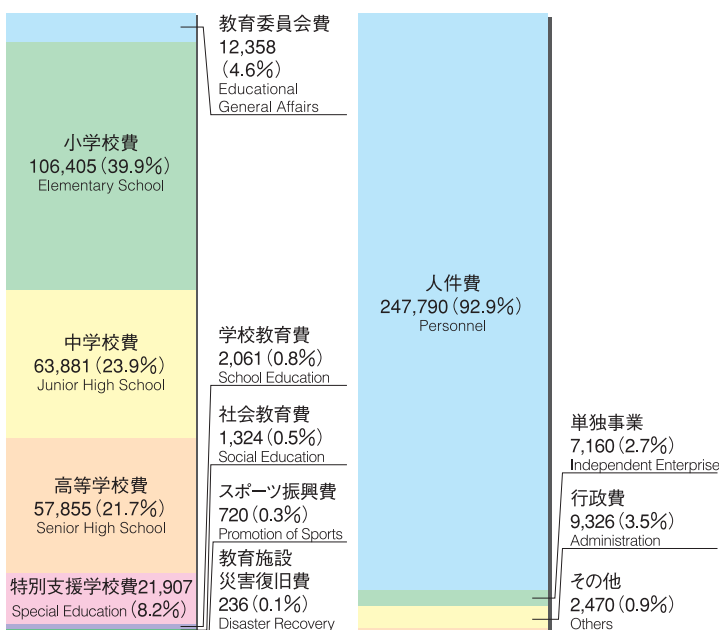 教育委員会費
12,358
(4.6%)
Educational
General Affairs
小学校費
106,405(39.9%)
Elementary School
中学校費
63,881(23.9%)
Junior High School
高等学校費
57,855(21.7%)
Senior High School
特別支援学校費21,907
Special Education(8.2%)
学校教育費
2,061(0.8%)
School Education
社会教育費
1,324(0.5%)
Social Education
スポーツ振興費
720(0.3%)
Promotion of Sports
教育施設
災害復旧費
236(0.1%)
Disaster Recovery
人件費
247,790(92.9%)
Personnel
単独事業
7,160(2.7%)
Independent Enterprise
行政費
9,326(3.5%)
Administration
その他
2,470(0.9%)
Others